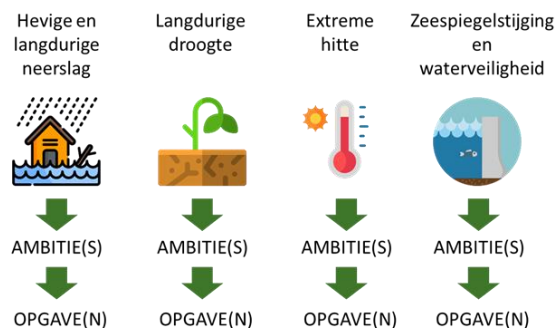 Hevige en
langdurige
neerslag
Langdurige
droogte
Extreme
hitte
Zeespiegelstijging
en
waterveiligheid
AMBITIE(S)
AMBITIE(S)
AMBITIE(S)
AMBITIE(S)
OPGAVE(N)
OPGAVE(N)
OPGAVE(N)
OPGAVE(N)